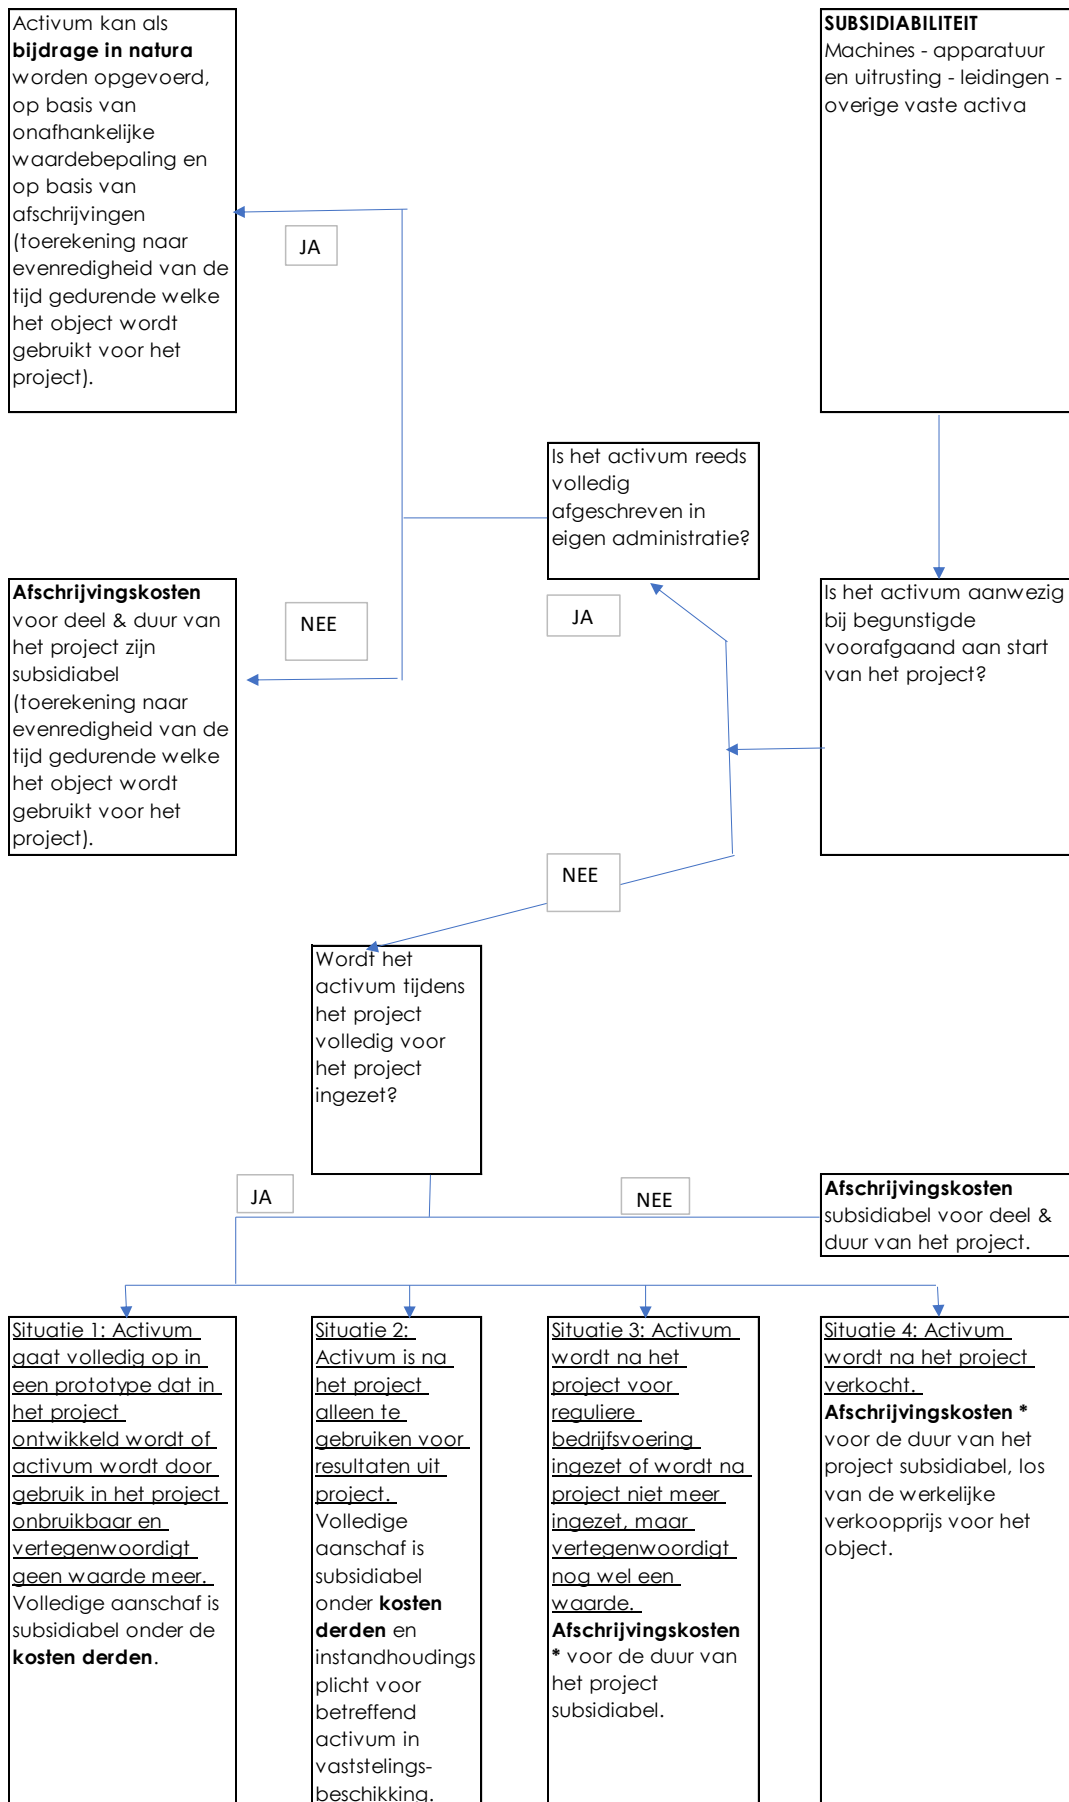 Activum kan als
bijdrage in natura
worden opgevoerd,
op basis van
onafhankelijke
waardebepaling en
op basis van
afschrijvingen
(toerekening naar
evenredigheid van de
tijd gedurende welke
het object wordt
gebruikt voor het
project).
SUBSIDIABILITEIT
Machines - apparatuur
en uitrusting - leidingen -
overige vaste activa
JA
Is het activum reeds
volledig
afgeschreven in
eigen administratie?
Afschrijvingskosten
voor deel & duur van
het project zijn
subsidiabel
(toerekening naar
evenredigheid van de
tijd gedurende welke
het object wordt
gebruikt voor het
project).
NEE
JA
Is het activum aanwezig
bij begunstigde
voorafgaand aan start
van het project?
NEE
Wordt het
activum tijdens
het project
volledig voor
het project
ingezet?
JA
NEE
Afschrijvingskosten
subsidiabel voor deel &
duur van het project.
Situatie 1: Activum
gaat volledig op in
een prototype dat in
het project
ontwikkeld wordt of
activum wordt door
gebruik in het project
onbruikbaar en
vertegenwoordigt
geen waarde meer.
Volledige aanschaf is
subsidiabel onder de
kosten derden.
Situatie 2:
Activum is na
het project
alleen te
gebruiken voor
resultaten uit
project.
Volledige
aanschaf is
subsidiabel
onder kosten
derden en
instandhoudings
plicht voor
betreffend
activum in
vaststelings-
beschikking.
Situatie 3: Activum
wordt na het
project voor
reguliere
bedrijfsvoering
ingezet of wordt na
project niet meer
ingezet, maar
vertegenwoordigt
nog wel een
waarde.
Afschrijvingskosten
* voor de duur van
het project
subsidiabel.
Situatie 4: Activum
wordt na het project
verkocht.
Afschrijvingskosten *
voor de duur van het
project subsidiabel, los
van de werkelijke
verkoopprijs voor het
object.